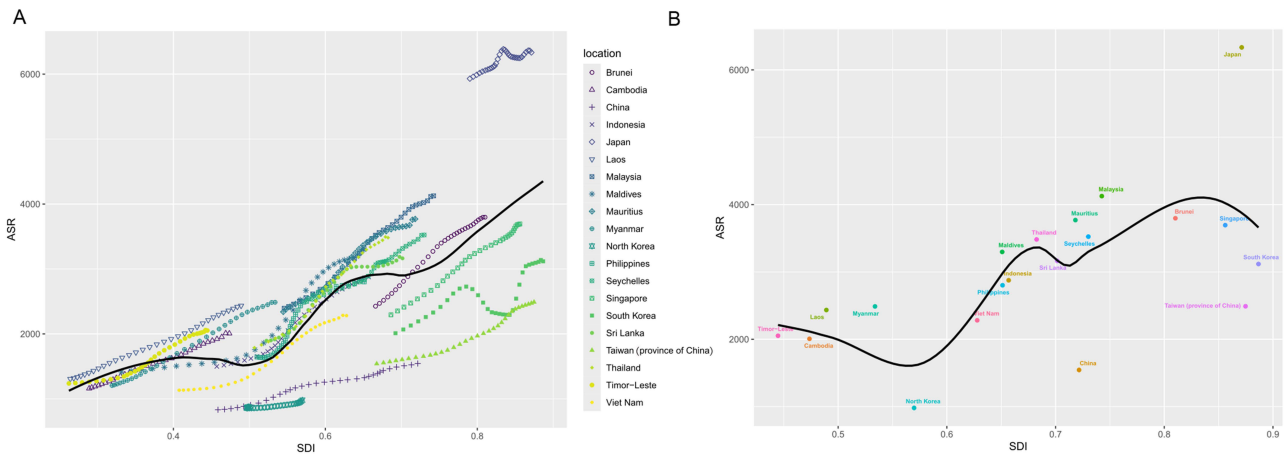 A
ASR
6000
4000
2000
0.4
0.6
0.8
SDI
location
Brunei
Cambodia
China
Indonesia
Japan
Laos
Malaysia
Maldives
Mauritius
Myanmar
North Korea
Philippines
Seychelles
Singapore
South Korea
Sri Lanka
Taiwan (province of China)
Thailand
Timor−Leste
Viet Nam
B
ASR
6000
4000
2000
Japan
Malaysia
Mauritius
Brunei
Thailand
Seychelles
Singapore
Maldives
Sri Lanka
South Korea
Indonesia
Philippines
Laos
Myanmar
Viet Nam
Taiwan (province of China)
Timor−Leste
Cambodia
China
North Korea
0.5
0.6
0.7
0.8
0.9
SDI